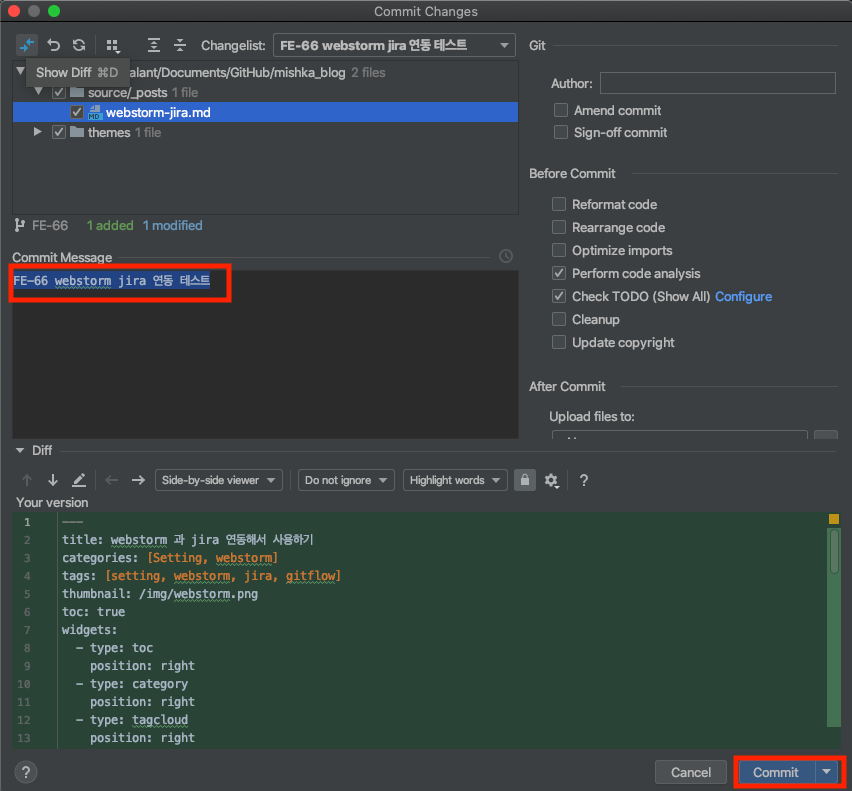 Commit Changes
Changelist: FE-66 webstorm jira 연동 테스트
Show Diff ⌘D
alant/Documents/GitHub/mishka_blog 2 files
source/_posts 1 file
MD webstorm-jira.md
themes 1 file
FE-66 1 added 1 modified
Commit Message
FE-66 webstorm jira 연동 테스트
Git
Author:
Amend commit
Sign-off commit
Before Commit
Reformat code
Rearrange code
Optimize imports
Perform code analysis
Check TODO (Show All) Configure
Cleanup
Update copyright
After Commit
Upload files to:
Diff
Side-by-side viewer Do not ignore Highlight words ?
Your version
1 ---
2 title: webstorm 과 jira 연동해서 사용하기
3 categories: [Setting, webstorm]
4 tags: [setting, webstorm, jira, gitflow]
5 thumbnail: /img/webstorm.png
6 toc: true
7 widgets:
8 - type: toc
9 position: right
10 - type: category
11 position: right
12 - type: tagcloud
13 position: right
? Cancel Commit